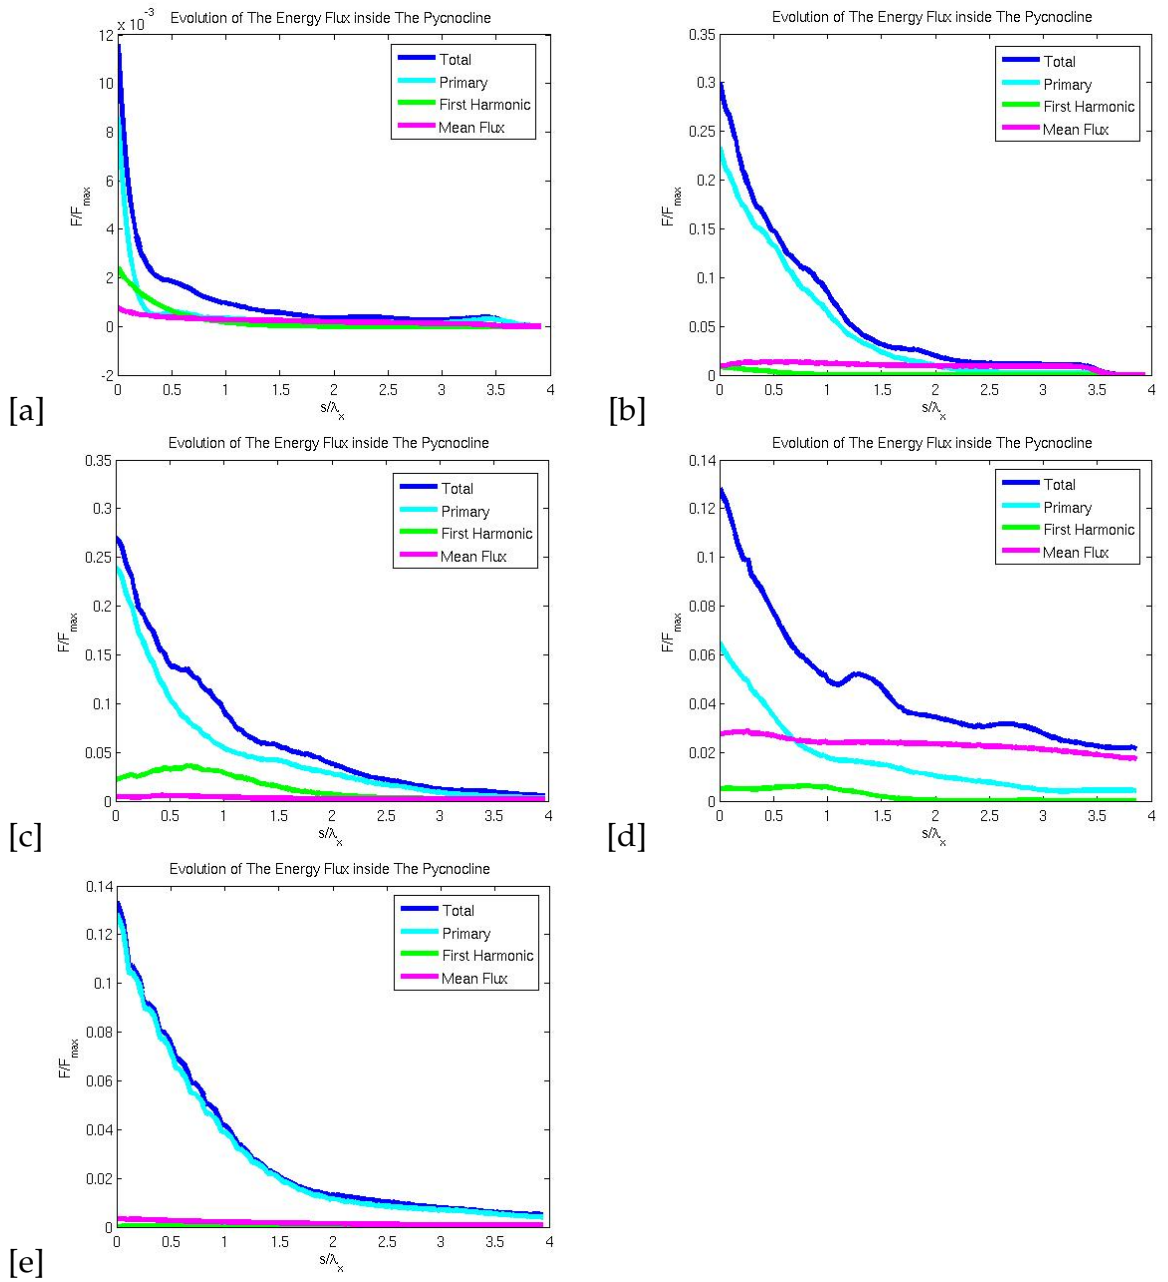 Evolution of The Energy Flux inside The Pycnocline
x 10⁻³
12
10
8
6
4
2
0
-2
F/Fmax
0 0.5 1 1.5 2 2.5 3 3.5 4
s/λx
Total
Primary
First Harmonic
Mean Flux
[a]
Evolution of The Energy Flux inside The Pycnocline
0.35
0.3
0.25
0.2
0.15
0.1
0.05
0
F/Fmax
0 0.5 1 1.5 2 2.5 3 3.5 4
s/λx
Total
Primary
First Harmonic
Mean Flux
[b]
Evolution of The Energy Flux inside The Pycnocline
0.35
0.3
0.25
0.2
0.15
0.1
0.05
0
F/Fmax
0 0.5 1 1.5 2 2.5 3 3.5 4
s/λx
Total
Primary
First Harmonic
Mean Flux
[c]
Evolution of The Energy Flux inside The Pycnocline
0.14
0.12
0.1
0.08
0.06
0.04
0.02
0
F/Fmax
0 0.5 1 1.5 2 2.5 3 3.5 4
s/λx
Total
Primary
First Harmonic
Mean Flux
[d]
Evolution of The Energy Flux inside The Pycnocline
0.14
0.12
0.1
0.08
0.06
0.04
0.02
0
F/Fmax
0 0.5 1 1.5 2 2.5 3 3.5 4
s/λx
Total
Primary
First Harmonic
Mean Flux
[e]